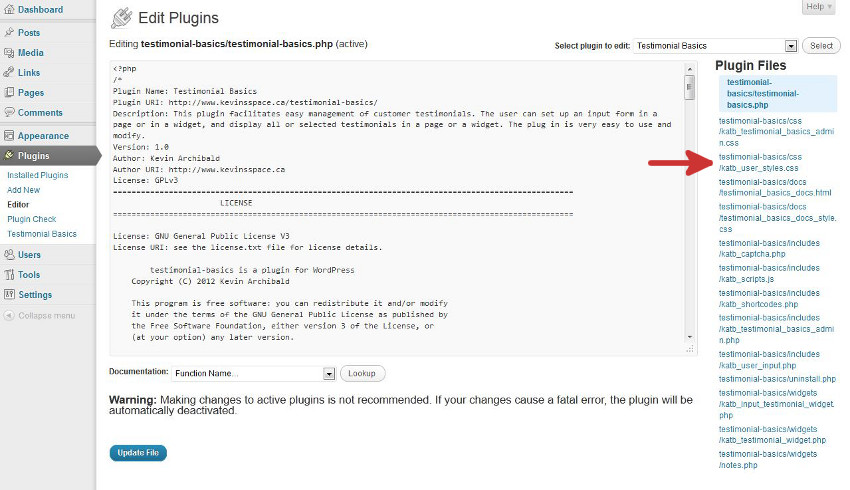 Dashboard
Posts
Media
Links
Pages
Comments
Appearance
Plugins
Installed Plugins
Add New
Editor
Plugin Check
Testimonial Basics
Users
Tools
Settings
Collapse menu
Help
Edit Plugins
Editing testimonial-basics/testimonial-basics.php (active)
Select plugin to edit: Testimonial Basics Select
<?php
/*
Plugin Name: Testimonial Basics
Plugin URI: http://www.kevinsspace.ca/testimonial-basics/
Description: This plugin facilitates easy management of customer testimonials. The user can set up an input form in a
page or in a widget, and display all or selected testimonials in a page or a widget. The plug in is very easy to use and
modify.
Version: 1.0
Author: Kevin Archibald
Author URI: http://www.kevinsspace.ca
License: GPLv3
LICENSE
License: GNU General Public License V3
License URI: see the license.txt file for license details.
testimonial-basics is a plugin for WordPress
Copyright (C) 2012 Kevin Archibald
This program is free software: you can redistribute it and/or modify
it under the terms of the GNU General Public License as published by
the Free Software Foundation, either version 3 of the License, or
(at your option) any later version.
Documentation: Function Name... Lookup
Warning: Making changes to active plugins is not recommended. If your changes cause a fatal error, the plugin will be
automatically deactivated.
Update File
Plugin Files
testimonial-
basics/testimonial-
basics.php
testimonial-basics/css
/katb_testimonial_basics_admi
n.css
testimonial-basics/css
/katb_user_styles.css
testimonial-basics/docs
/testimonial_basics_docs.html
testimonial-basics/docs
/testimonial_basics_docs_style.
css
testimonial-basics/includes
/katb_captcha.php
testimonial-basics/includes
/katb_scripts.js
testimonial-basics/includes
/katb_shortcodes.php
testimonial-basics/includes
/katb_testimonial_basics_admi
n.php
testimonial-basics/includes
/katb_user_input.php
testimonial-basics/uninstall.php
testimonial-basics/widgets
/katb_input_testimonial_widget.
php
testimonial-basics/widgets
/katb_testimonial_widget.php
testimonial-basics/widgets
/notes.php